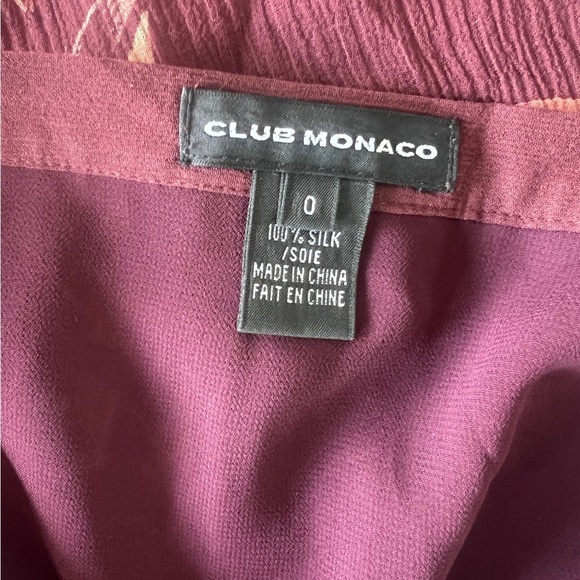 CLUB MONACO
0
100% SILK
/SOIE
MADE IN CHINA
FAIT EN CHINE